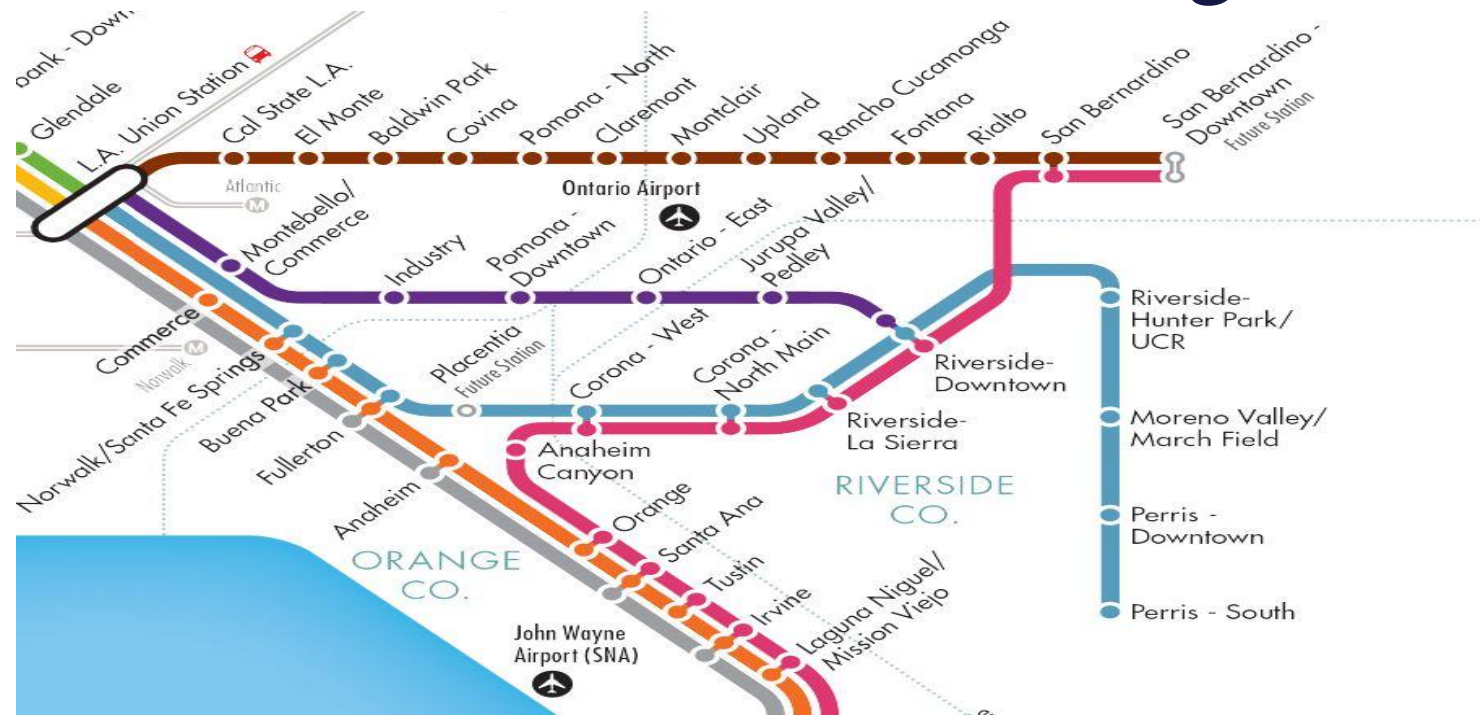 Glendale
L.A. Union Station
Cal State L.A.
El Monte
Baldwin Park
Covina
Pomona - North
Claremont
Montclair
Upland
Rancho Cucamonga
Fontana
Rialto
San Bernardino
San Bernardino -
Downtown
Future Station
Atlantic
M
Ontario Airport
Montebello/
Commerce
Industry
Pomona -
Downtown
Ontario - East
Jurupa Valley/
Pedley
Commerce
Norwalk
M
Norwalk/Santa Fe Springs
Buena Park
Fullerton
Placentia
Future Station
Corona - West
Corona -
North Main
Riverside-
Downtown
Riverside-
La Sierra
Riverside-
Hunter Park/
UCR
Moreno Valley/
March Field
Perris -
Downtown
Perris - South
Anaheim
Canyon
RIVERSIDE
CO.
Anaheim
ORANGE
CO.
Orange
Santa Ana
Tustin
Irvine
Laguna Niguel/
Mission Viejo
John Wayne
Airport (SNA)